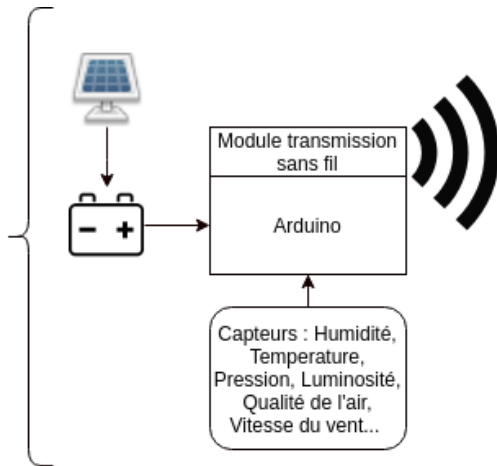 Module transmission
sans fil
Arduino
Capteurs : Humidité,
Temperature,
Pression, Luminosité,
Qualité de l'air,
Vitesse du vent...